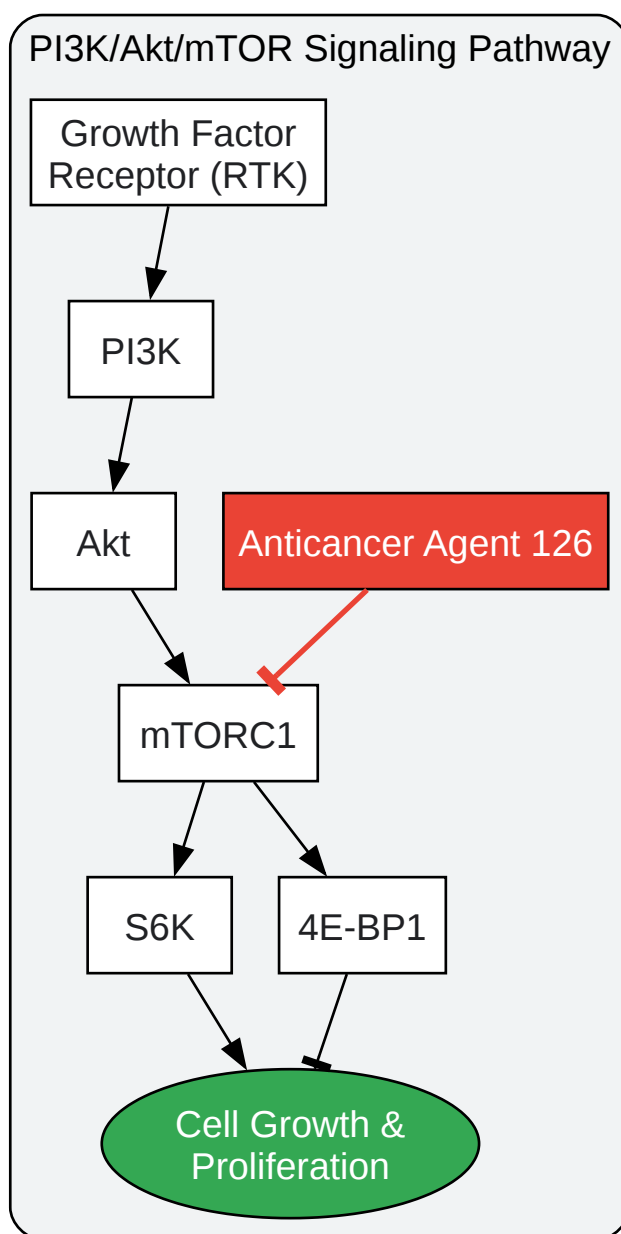 PI3K/Akt/mTOR Signaling Pathway
Growth Factor
Receptor (RTK)
PI3K
Akt
Anticancer Agent 126
mTORC1
S6K
4E-BP1
Cell Growth &
Proliferation